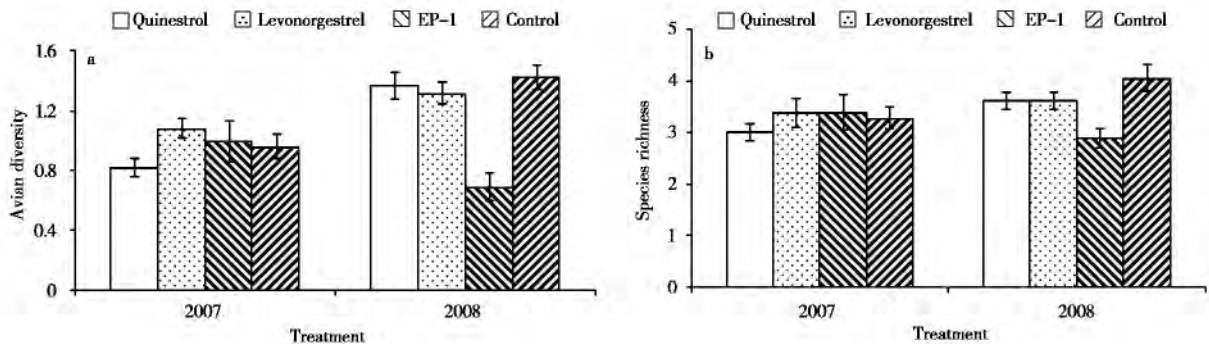 Quinestrol Levonorgestrel EP-1 Control
a
Avian diversity
1.6
1.2
0.8
0.4
0
2007 2008
Treatment
Quinestrol Levonorgestrel EP-1 Control
b
Species richness
5
4
3
2
1
0
2007 2008
Treatment